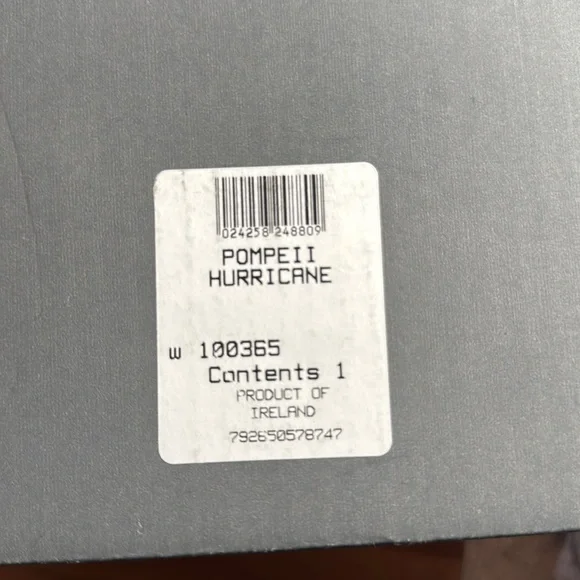 024258 248809
POMPEII
HURRICANE
W 100365
Contents 1
PRODUCT OF
IRELAND
792650578747